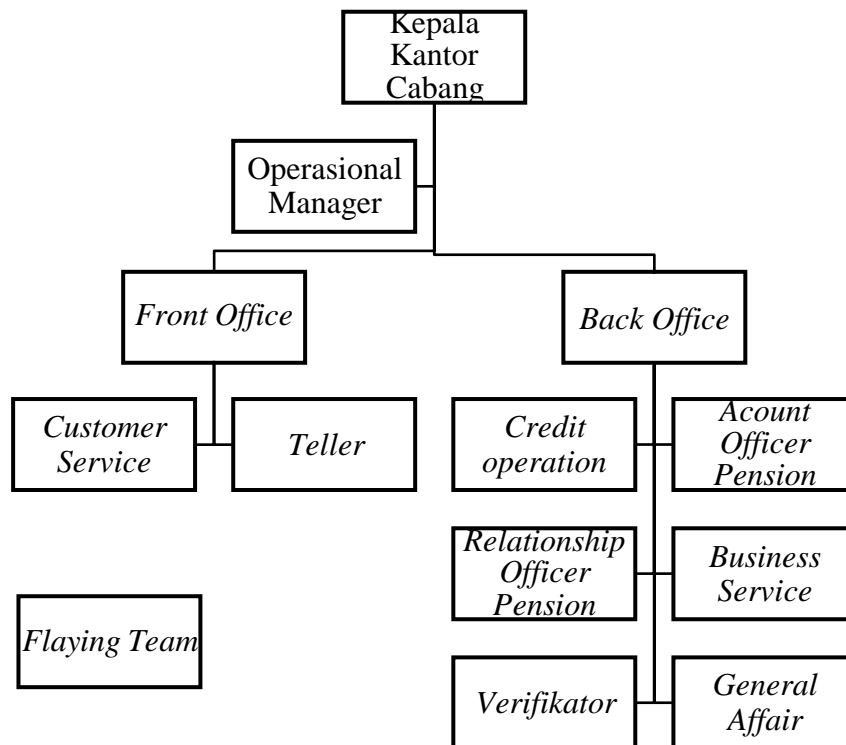 Kepala
Kantor
Cabang
Operasional
Manager
Front Office
Back Office
Customer
Service
Teller
Credit
operation
Acount
Officer
Pension
Relationship
Officer
Pension
Business
Service
Flaying Team
Verifikator
General
Affair